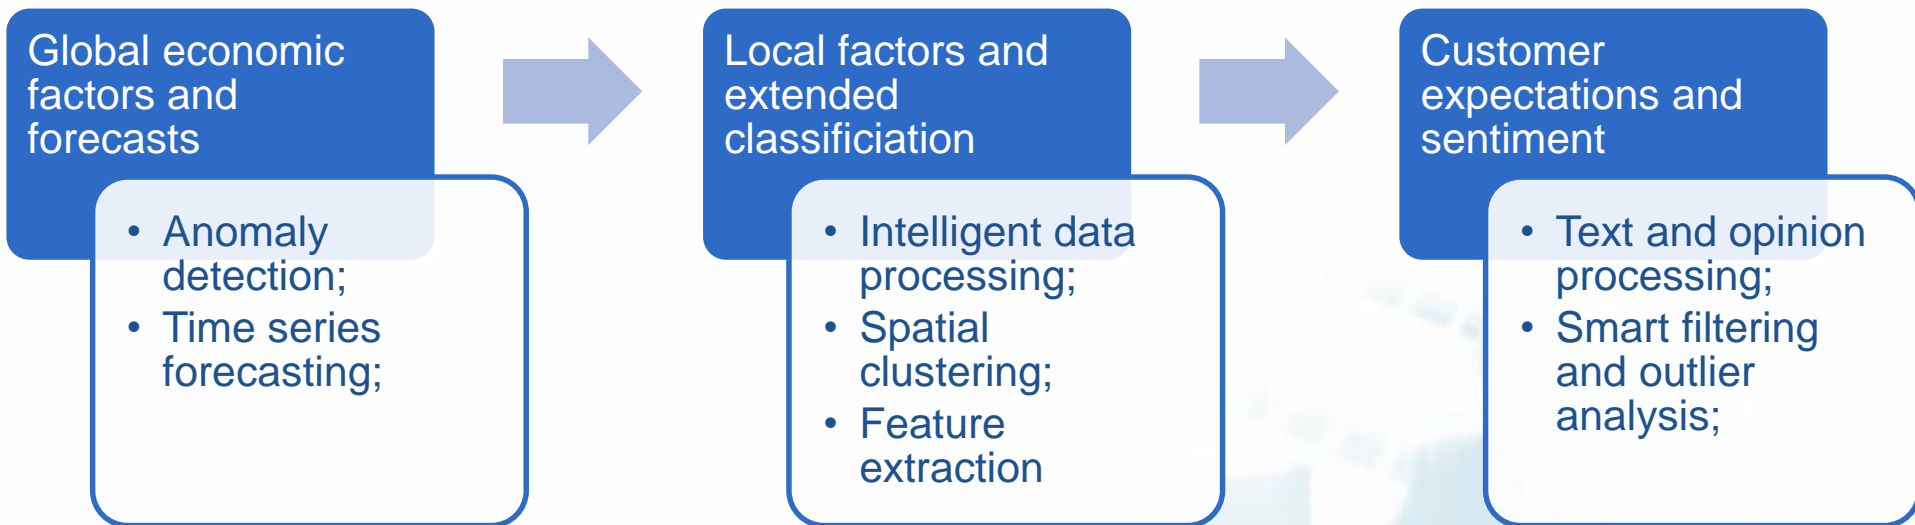 Global economic
factors and
forecasts
• Anomaly
detection;
• Time series
forecasting;
Local factors and
extended
classificiation
• Intelligent data
processing;
• Spatial
clustering;
• Feature
extraction
Customer
expectations and
sentiment
• Text and opinion
processing;
• Smart filtering
and outlier
analysis;